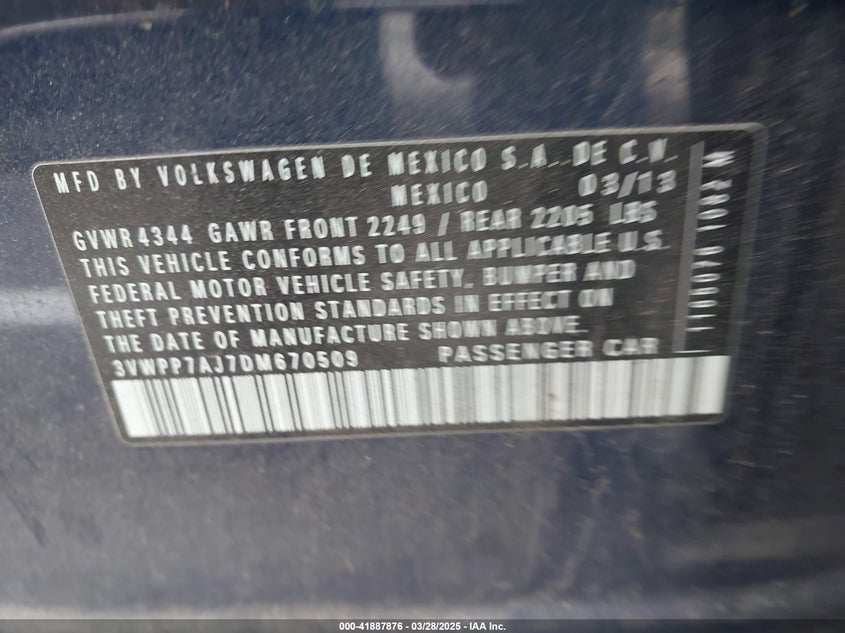 MFD BY VOLKSWAGEN DE MEXICO S.A. DE C.V.
MEXICO 03/13
GVWR 4344 GAWR FRONT 2249 / REAR 2205 LBS
THIS VEHICLE CONFORMS TO ALL APPLICABLE U.S.
FEDERAL MOTOR VEHICLE SAFETY, BUMPER AND
THEFT PREVENTION STANDARDS IN EFFECT ON
THE DATE OF MANUFACTURE SHOWN ABOVE.
3VWPP7AJ7DM670509 PASSENGER CAR
000-41887876 - 03/28/2025 - IAA Inc.